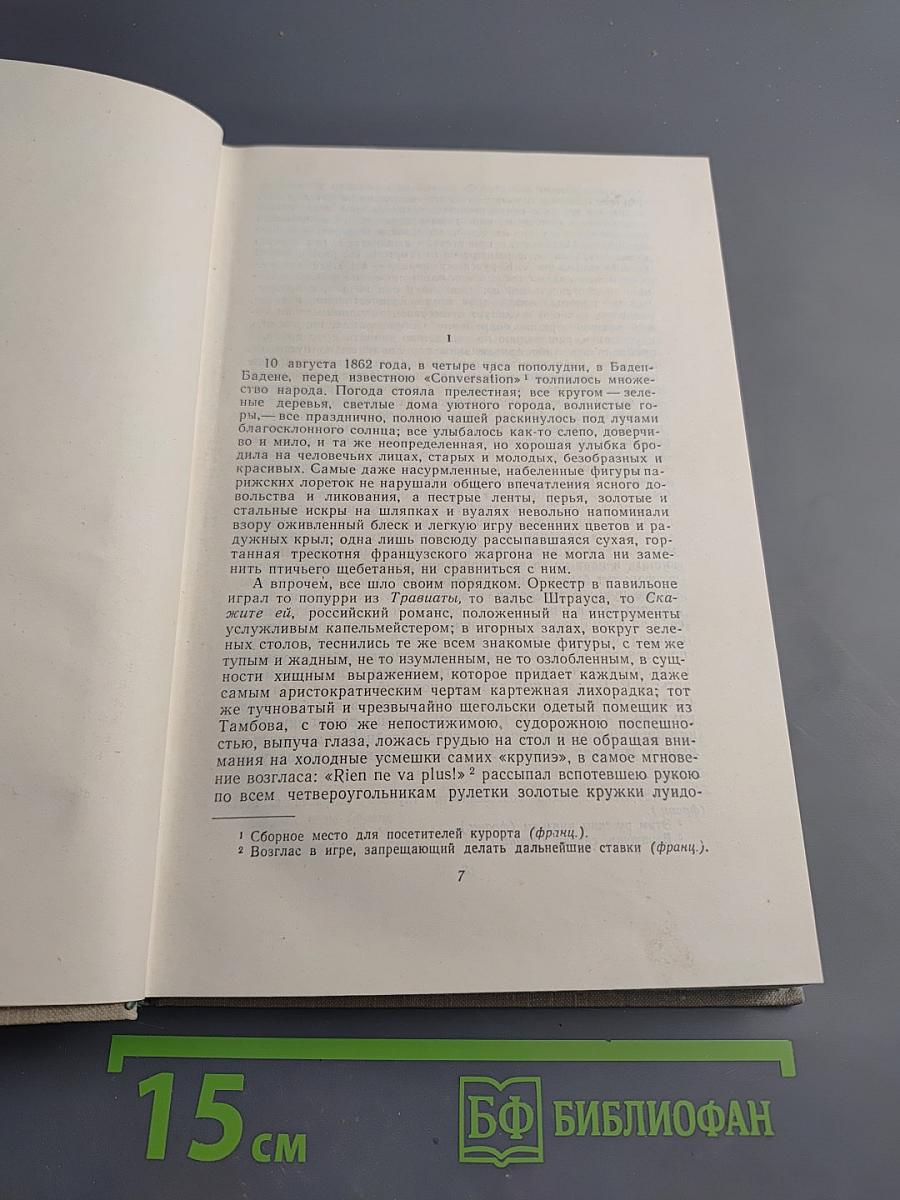 I
10 августа 1862 года, в четыре часа пополудни, в Баден-
Бадене, перед известною «Conversation» ¹ толпилось множе-
ство народа. Погода стояла прелестная; все кругом — зеле-
ные деревья, светлые дома уютного города, волнистые го-
ры,— все празднично, полною чашей раскинулось под лучами
благосклонного солнца; все улыбалось как-то слепо, доверчи-
во и мило, и та же неопределенная, но хорошая улыбка бро-
дила на человечьих лицах, старых и молодых, безобразных и
красивых. Самые даже насурмленные, набеленные фигуры па-
рижских лореток не нарушали общего впечатления ясного до-
вольства и ликования, а пестрые ленты, перья, золотые и
стальные искры на шляпках и вуалях невольно напоминали
взору оживленный блеск и легкую игру весенних цветов и ра-
дужных крыл; одна лишь повсюду рассыпавшаяся сухая, гор-
танная трескотня французского жаргона не могла ни заме-
нить птичьего щебетанья, ни сравниться с ним.
А впрочем, все шло своим порядком. Оркестр в павильоне
играл то попурри из Травиаты, то вальс Штрауса, то Ска-
жите ей, российский романс, положенный на инструменты
услужливым капельмейстером; в игорных залах, вокруг зеле-
ных столов, теснились те же всем знакомые фигуры, с тем же
тупым и жадным, не то изумленным, не то озлобленным, в сущ-
ности хищным выражением, которое придает каждым, даже
самым аристократическим чертам картежная лихорадка; тот
же тучноватый и чрезвычайно щегольски одетый помещик из
Тамбова, с тою же непостижимою, судорожною поспешно-
стью, выпуча глаза, ложась грудью на стол и не обращая вни-
мания на холодные усмешки самих «крупиэ», в самое мгнове-
ние возгласа: «Rien ne va plus!» ² рассыпал вспотевшею рукою
по всем четвероугольникам рулетки золотые кружки луидо-
¹ Сборное место для посетителей курорта (франц.).
² Возглас в игре, запрещающий делать дальнейшие ставки (франц.).
7
15 см
БФ БИБЛИОФАН